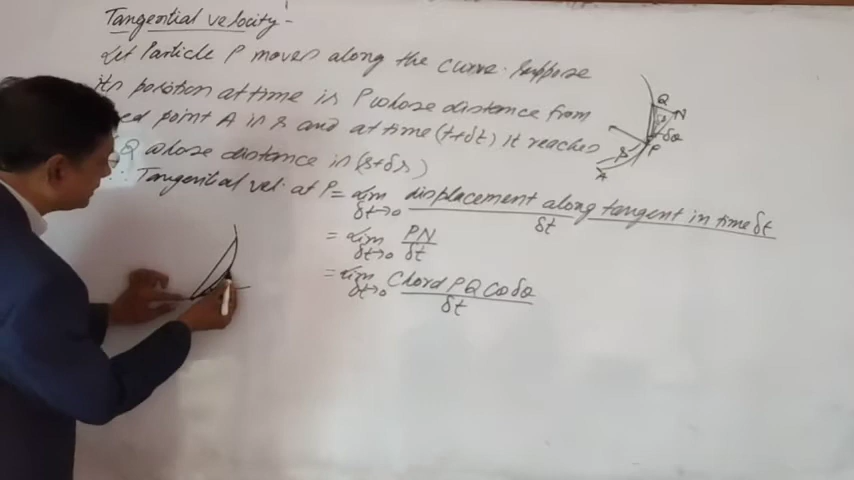 Tangential velocity:-
Let Particle P moves along the curve. Suppose
its position at time is P whose distance from
point A is s and at time (t+δt) it reaches
Q whose distance is (s+δs)
∴ Tangential vel. at P = Lim δt→0 displacement along tangent in time δt / δt
= Lim δt→0 PN / δt
= Lim δt→0 Chord PQ Cos δθ / δt
Q
N
δθ
P
s
A